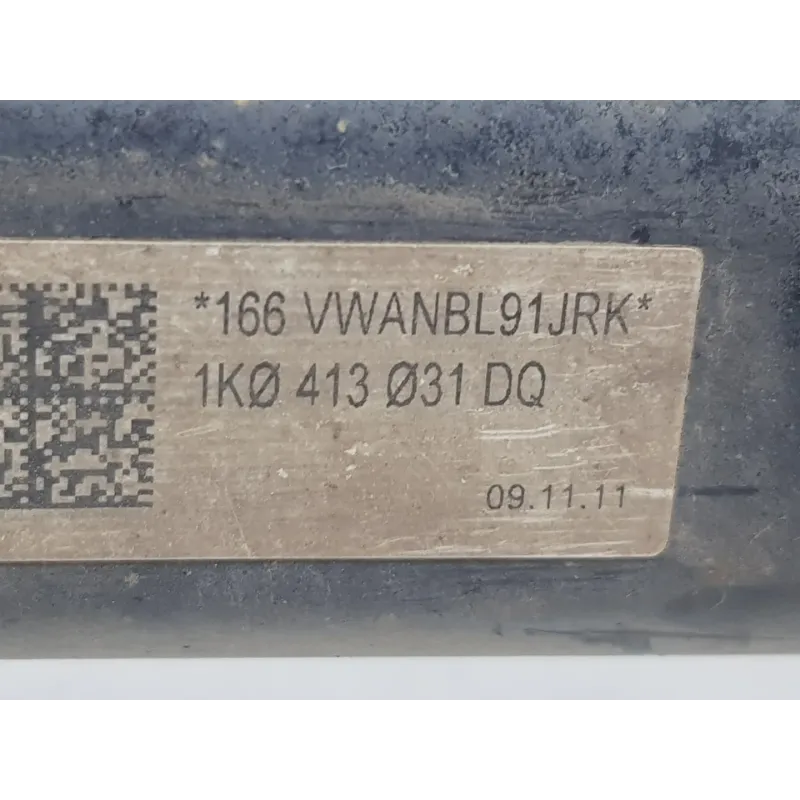 *166 VWANBL91JRK*
1KØ 413 Ø31 DQ
09.11.11